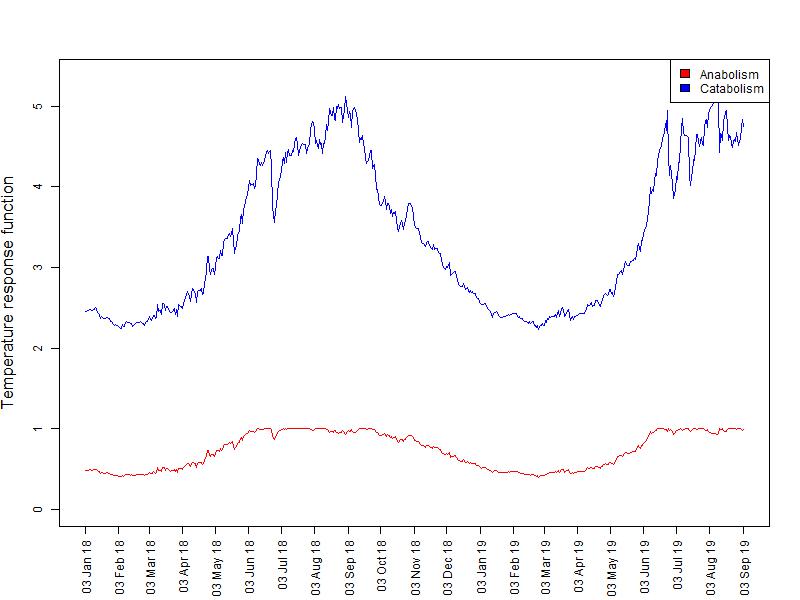 Anabolism
Catabolism
Temperature response function
5
4
3
2
1
0
03 Jan 18
03 Feb 18
03 Mar 18
03 Apr 18
03 May 18
03 Jun 18
03 Jul 18
03 Aug 18
03 Sep 18
03 Oct 18
03 Nov 18
03 Dec 18
03 Jan 19
03 Feb 19
03 Mar 19
03 Apr 19
03 May 19
03 Jun 19
03 Jul 19
03 Aug 19
03 Sep 19